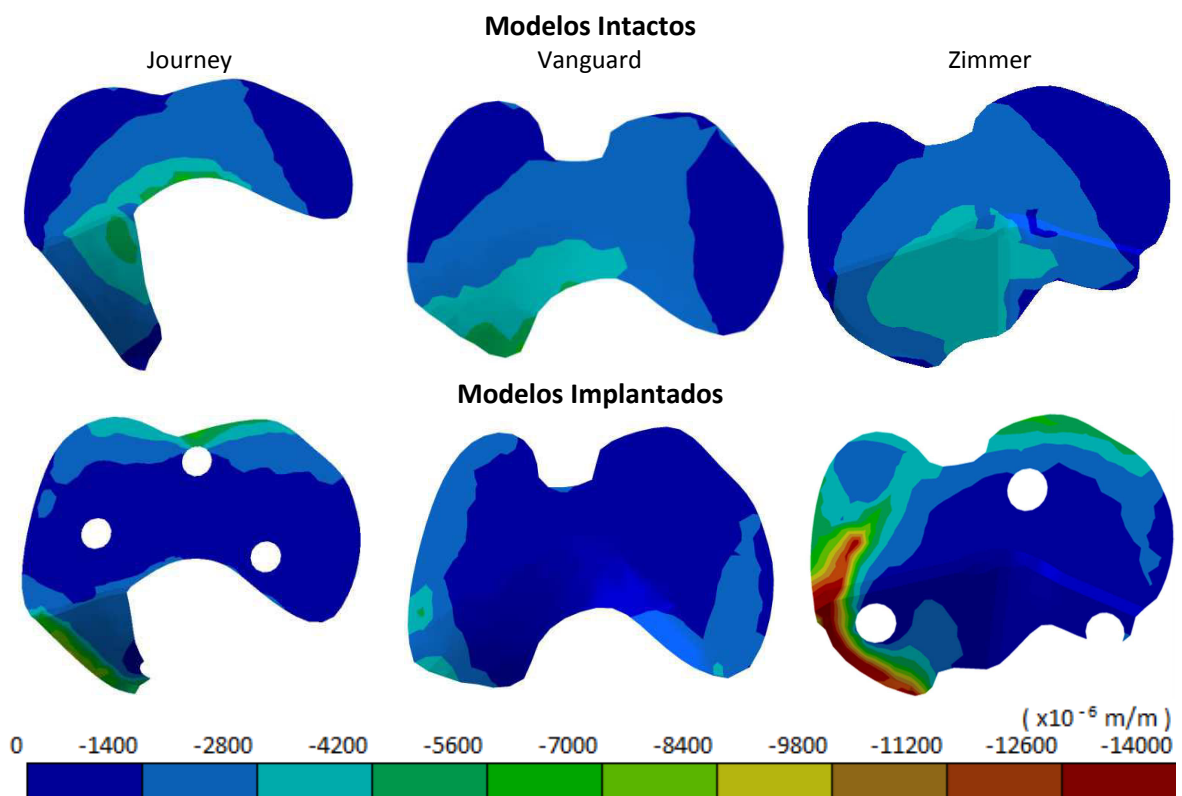 Modelos Intactos
Journey Vanguard Zimmer
Modelos Implantados
( x10 -6 m/m )
0 -1400 -2800 -4200 -5600 -7000 -8400 -9800 -11200 -12600 -14000